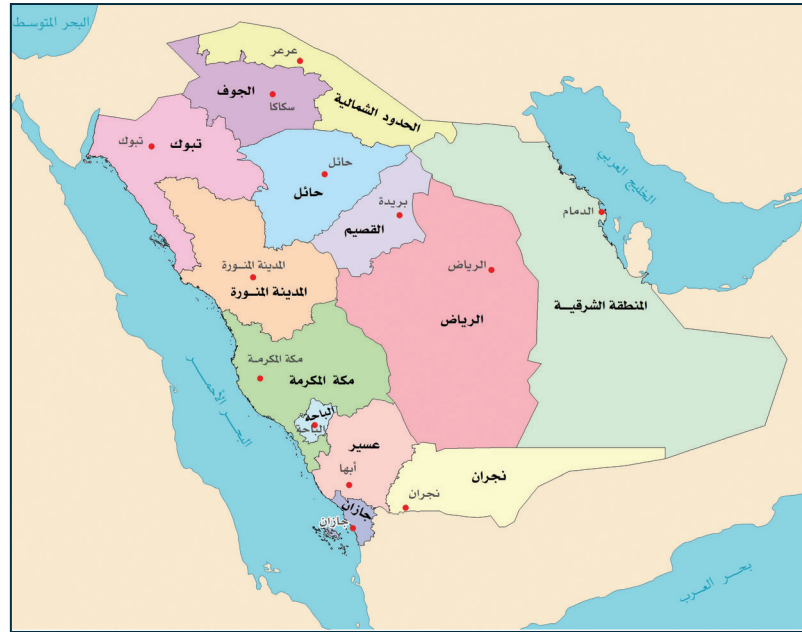 البحر المتوسط
عرعر
الجوف
سكاكا
الحدود الشمالية
تبوك
تبوك
حائل
حائل
الخليج العربي
بريدة
القصيم
الدمام
المدينة المنورة
المدينة المنورة
الرياض
الرياض
المنطقة الشرقية
مكة المكرمة
مكة المكرمة
البحر الأحمر
الباحة
الباحة
عسير
أبها
نجران
نجران
جازان
جازان
بحر العرب